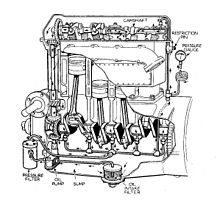 CAMSHAFT
RESTRICTION
PIN
PRESSURE
GAUGE
PRESSURE
FILTER
OIL
PUMP
SUMP
OIL
INTAKE
FILTER